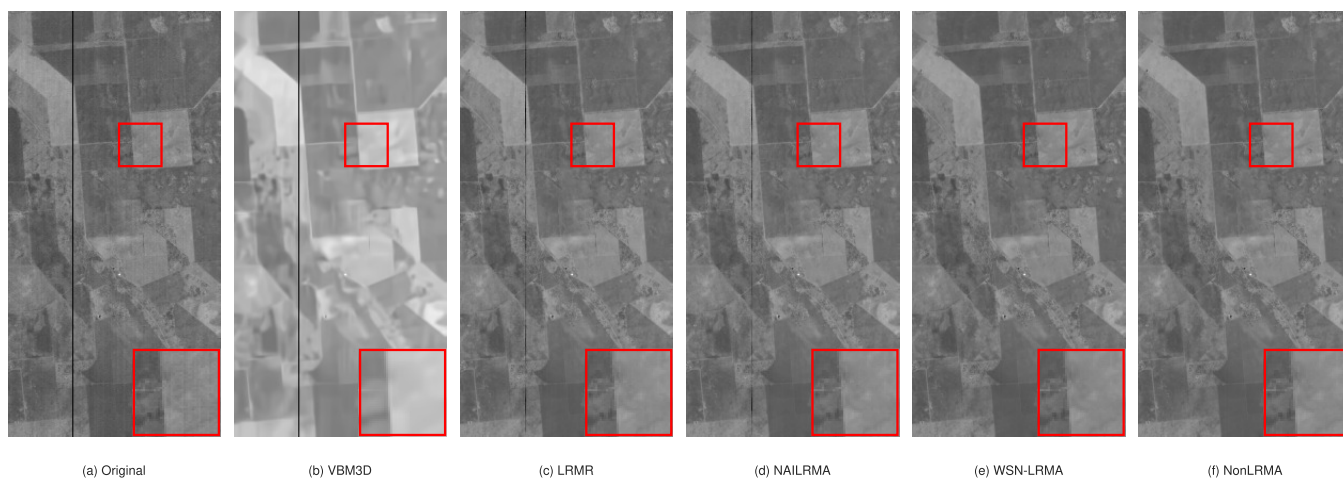 (a) Original
(b) VBM3D
(c) LRMR
(d) NAILRMA
(e) WSN-LRMA
(f) NonLRMA